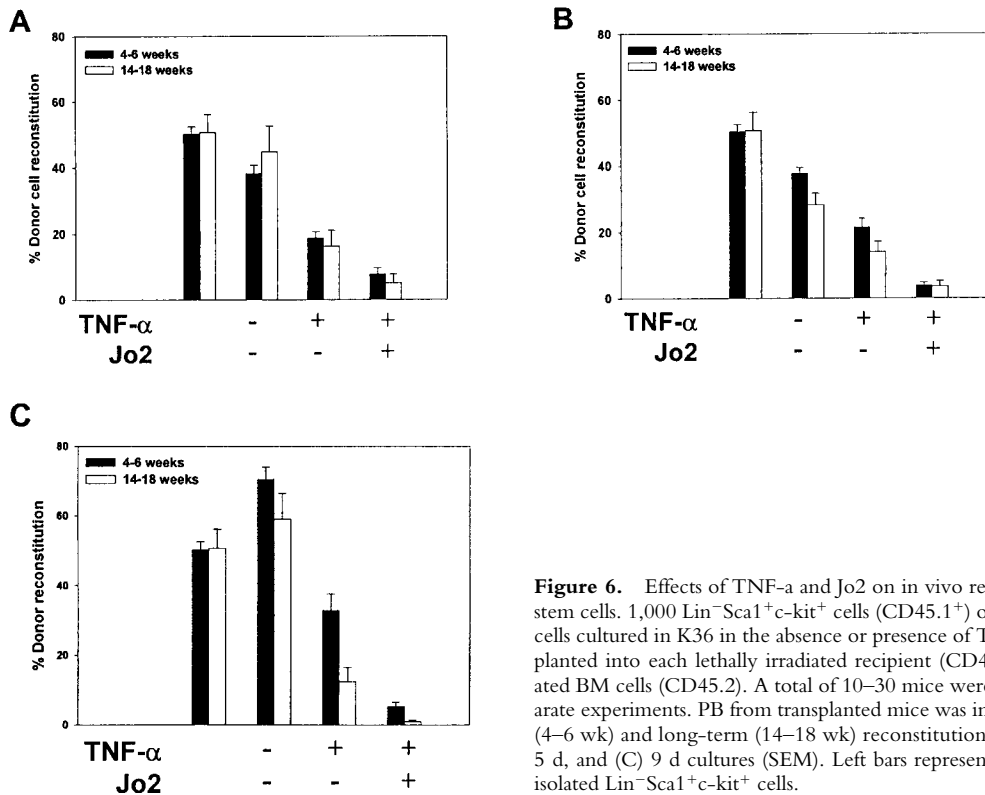 A
80
60
40
20
0
% Donor cell reconstitution
4-6 weeks
14-18 weeks
TNF-α - + +
Jo2 - - +
B
80
60
40
20
0
% Donor cell reconstitution
4-6 weeks
14-18 weeks
TNF-α - + +
Jo2 - - +
C
80
60
40
20
0
% Donor reconstitution
4-6 weeks
14-18 weeks
TNF-α - + +
Jo2 - - +
Figure 6. Effects of TNF-a and Jo2 on in vivo re
stem cells. 1,000 Lin⁻Sca1⁺c-kit⁺ cells (CD45.1⁺) o
cells cultured in K36 in the absence or presence of T
planted into each lethally irradiated recipient (CD4
ated BM cells (CD45.2). A total of 10–30 mice were
arate experiments. PB from transplanted mice was in
(4–6 wk) and long-term (14–18 wk) reconstitution
5 d, and (C) 9 d cultures (SEM). Left bars represen
isolated Lin⁻Sca1⁺c-kit⁺ cells.